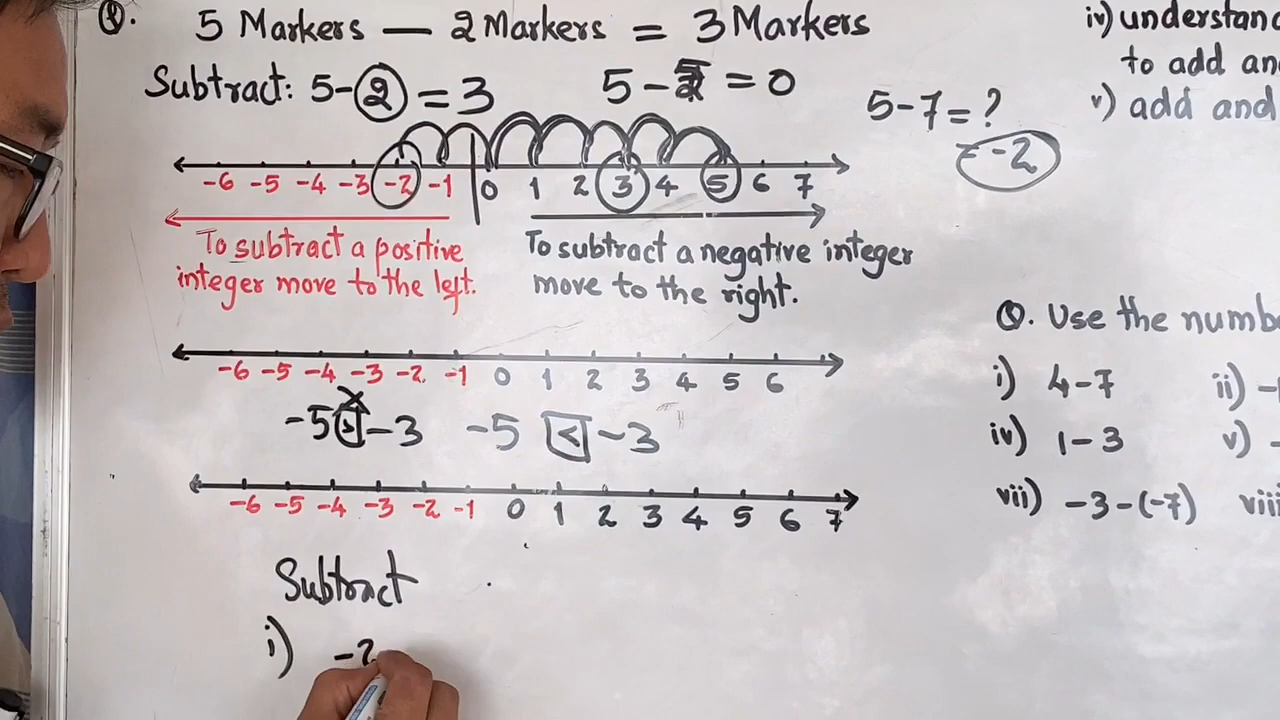 Q. 5 Markers — 2 Markers = 3 Markers
Subtract: 5-2 = 3 5- = 0
5-7 = ?
= -2
-6 -5 -4 -3 -2 -1 0 1 2 3 4 5 6 7
To subtract a positive
integer move to the left.
To subtract a negative integer
move to the right.
-6 -5 -4 -3 -2 -1 0 1 2 3 4 5 6
-5 > -3 -5 < -3
-6 -5 -4 -3 -2 -1 0 1 2 3 4 5 6 7
Subtract
i) -2
iv) understand
to add an
v) add and
Q. Use the numbe
i) 4-7 ii) -
iv) 1-3 v) -
vii) -3-(-7) viii